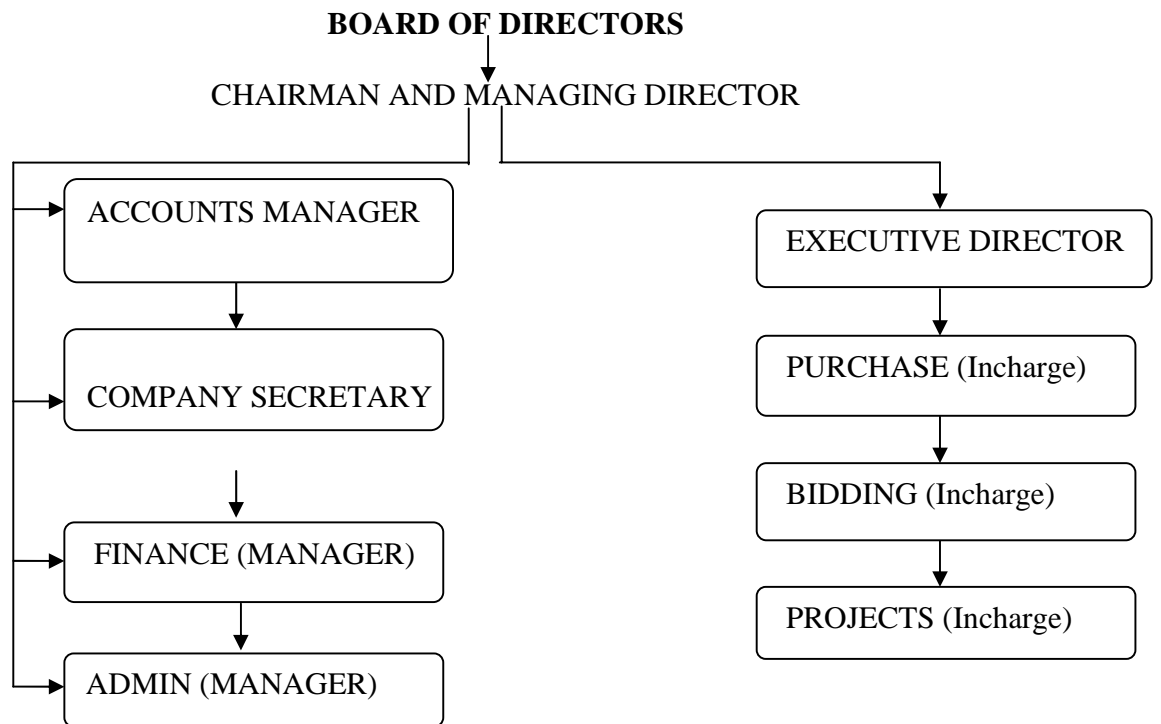 BOARD OF DIRECTORS
CHAIRMAN AND MANAGING DIRECTOR
ACCOUNTS MANAGER
COMPANY SECRETARY
FINANCE (MANAGER)
ADMIN (MANAGER)
EXECUTIVE DIRECTOR
PURCHASE (Incharge)
BIDDING (Incharge)
PROJECTS (Incharge)